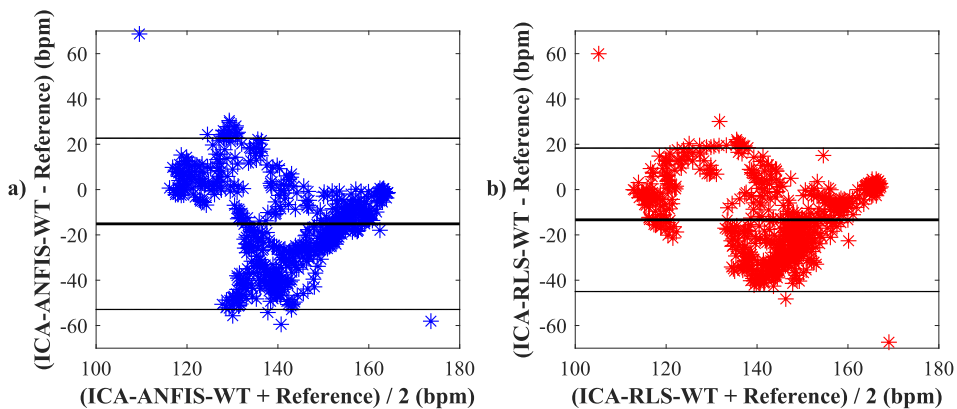 a)
(ICA-ANFIS-WT - Reference) (bpm)
60
40
20
0
-20
-40
-60
100 120 140 160 180
(ICA-ANFIS-WT + Reference) / 2 (bpm)
b)
(ICA-RLS-WT - Reference) (bpm)
60
40
20
0
-20
-40
-60
100 120 140 160 180
(ICA-RLS-WT + Reference) / 2 (bpm)